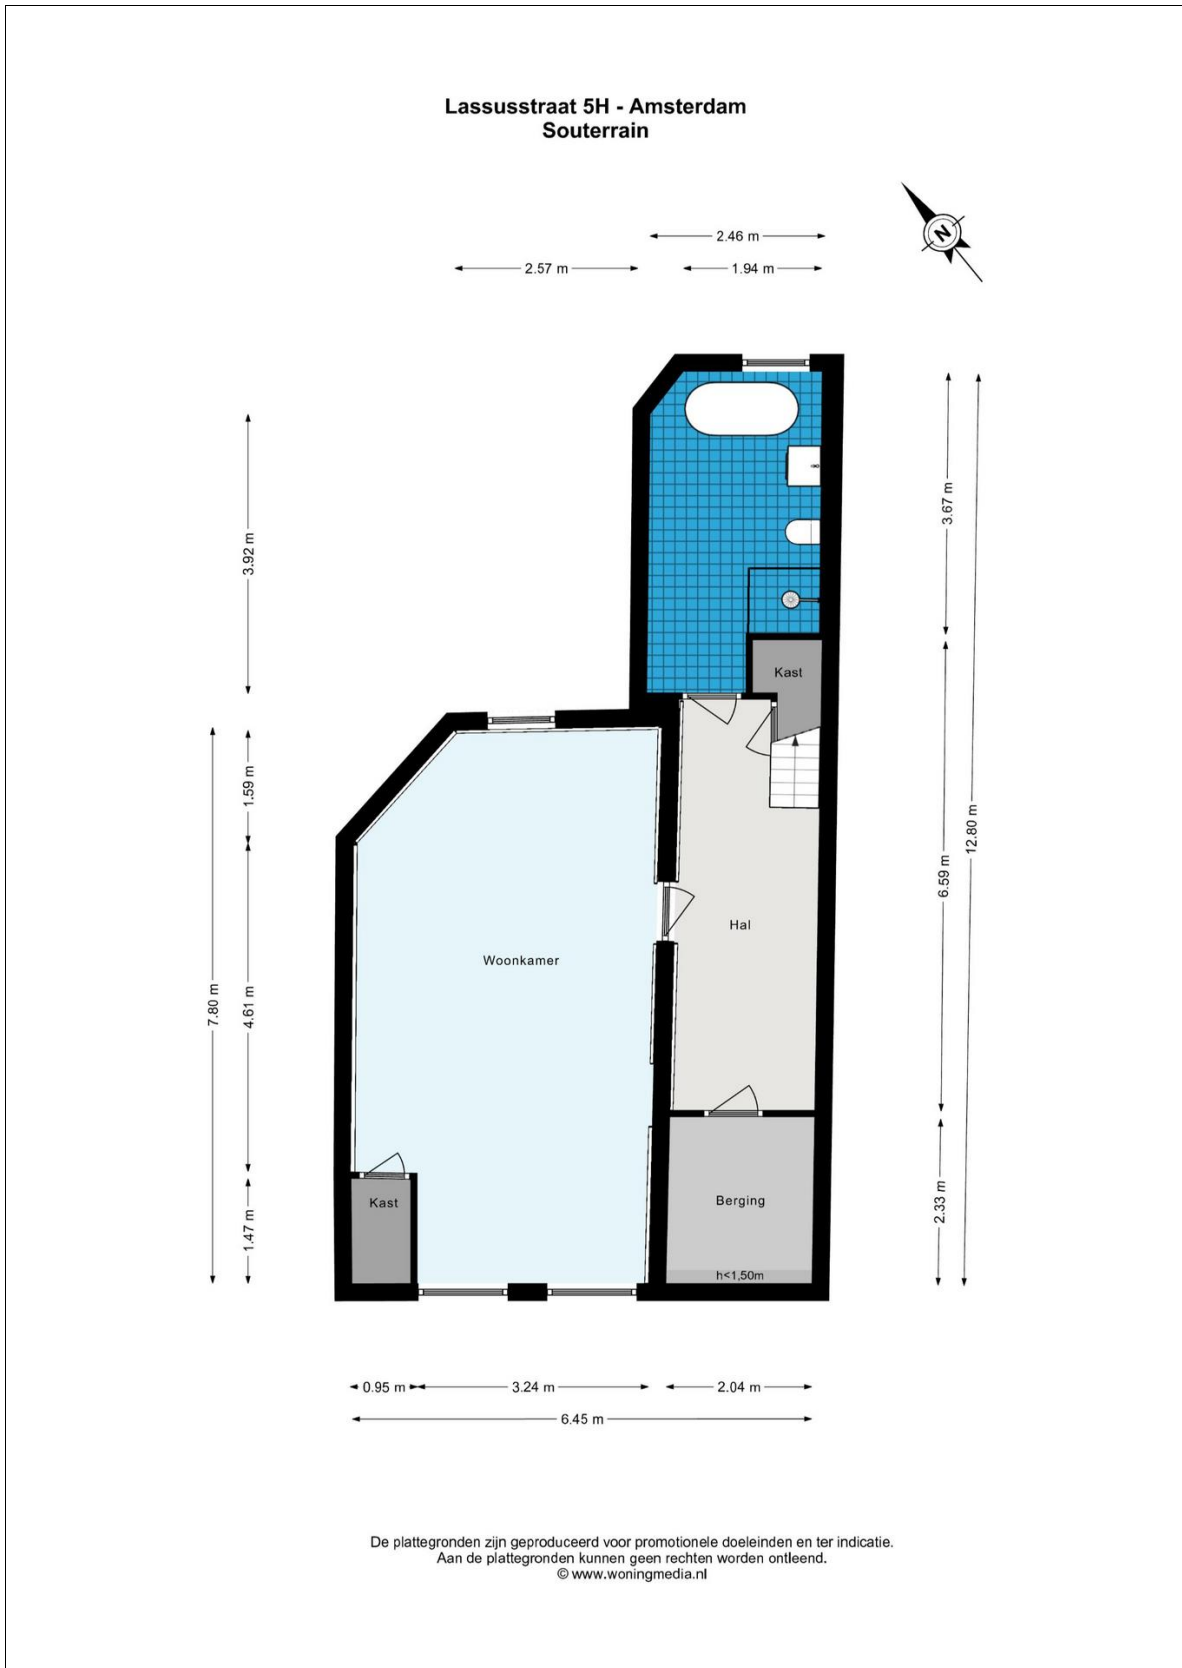 Lassusstraat 5H - Amsterdam
Souterrain
N
2.46 m
2.57 m
1.94 m
3.92 m
3.67 m
Kast
1.59 m
12.80 m
6.59 m
Hal
Woonkamer
7.80 m
4.61 m
Kast
Berging
2.33 m
1.47 m
h<1,50m
0.95 m
3.24 m
2.04 m
6.45 m
De plattegronden zijn geproduceerd voor promotionele doeleinden en ter indicatie.
Aan de plattegronden kunnen geen rechten worden ontleend.
© www.woningmedia.nl